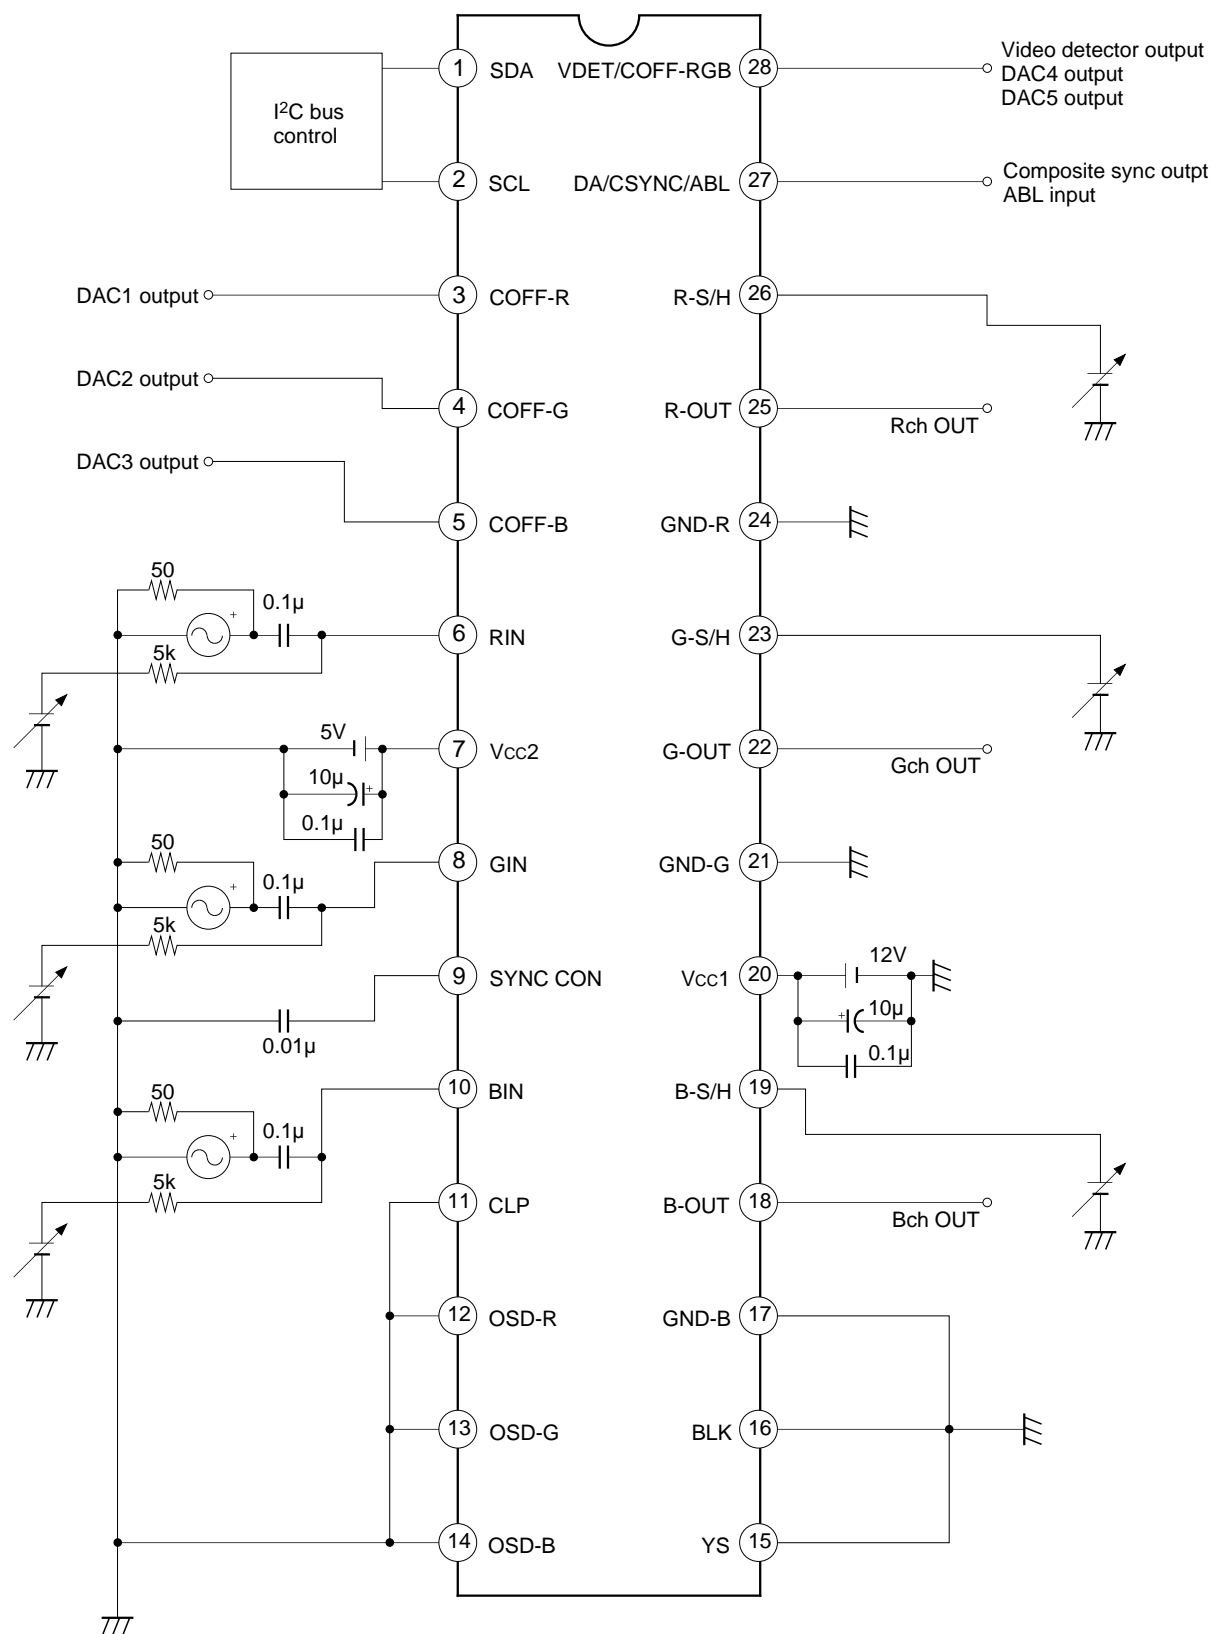 1 SDA VDET/COFF-RGB 28
Video detector output
DAC4 output
DAC5 output
I2C bus
control
2 SCL DA/CSYNC/ABL 27
Composite sync outpt
ABL input
DAC1 output 3 COFF-R R-S/H 26
DAC2 output 4 COFF-G R-OUT 25 Rch OUT
DAC3 output 5 COFF-B GND-R 24
50
0.1µ
+
6 RIN G-S/H 23
5k
5V
7 Vcc2 G-OUT 22 Gch OUT
10µ
+
0.1µ
50
8 GIN GND-G 21
0.1µ
+
5k
9 SYNC CON Vcc1 20
12V
+
10µ
0.1µ
0.01µ
50
10 BIN B-S/H 19
0.1µ
+
5k
11 CLP B-OUT 18 Bch OUT
12 OSD-R GND-B 17
13 OSD-G BLK 16
14 OSD-B YS 15